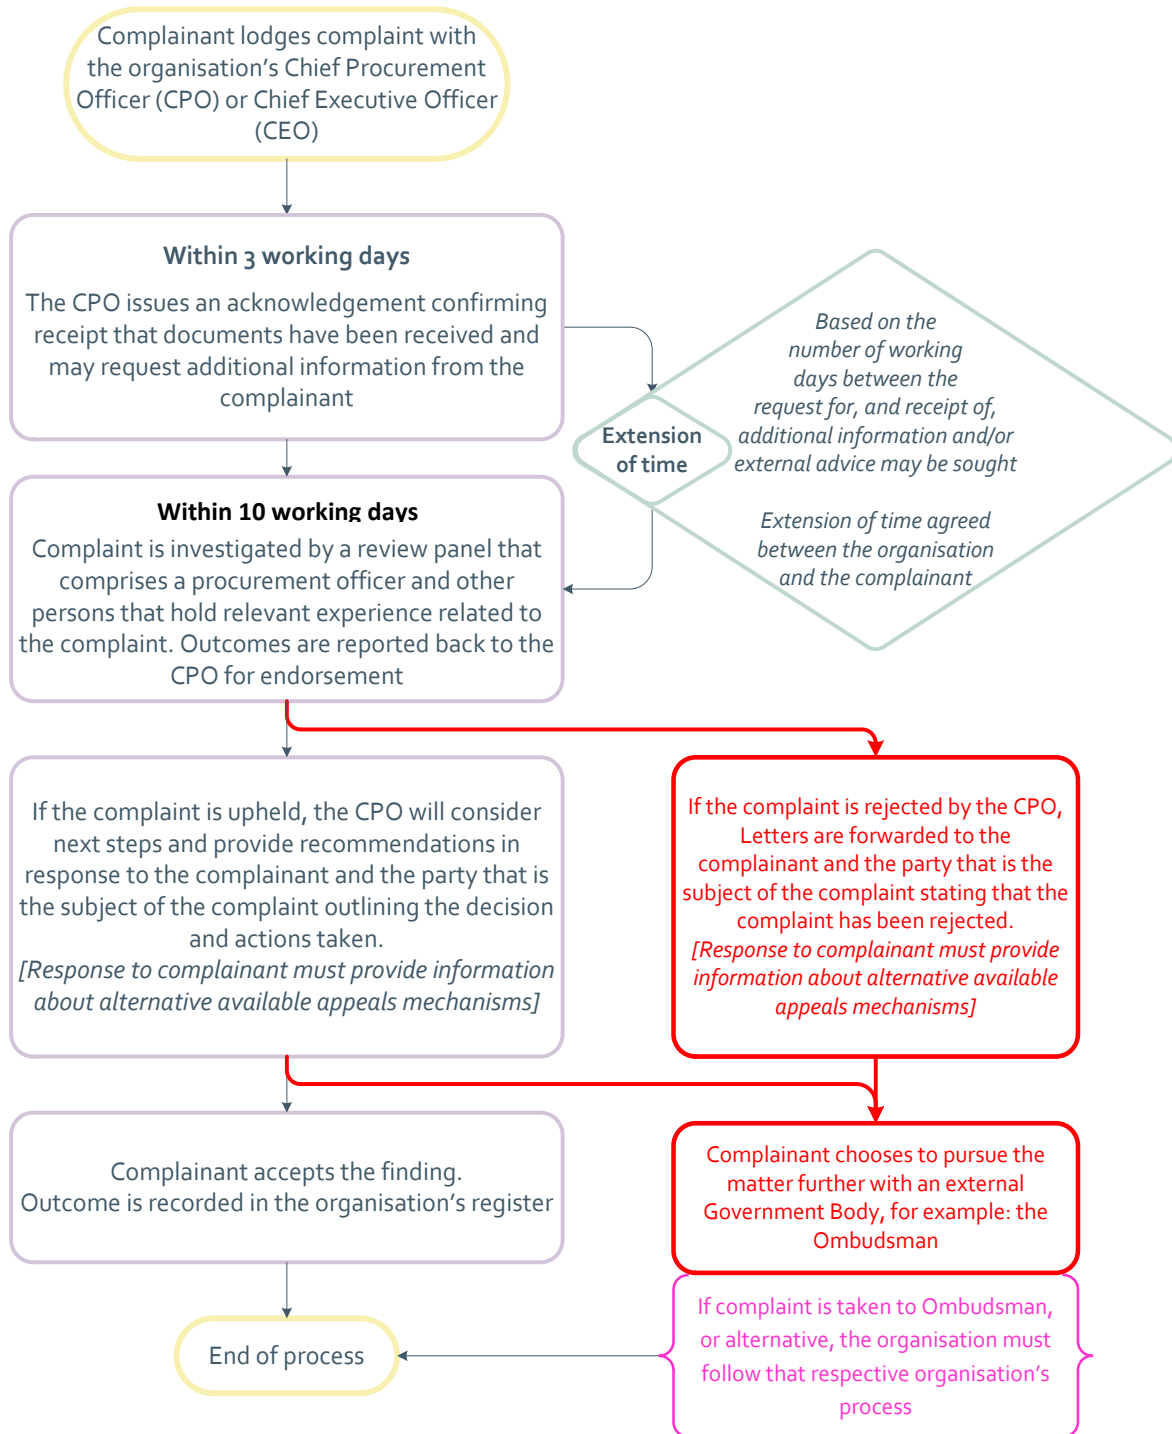 Complainant lodges complaint with
the organisation’s Chief Procurement
Officer (CPO) or Chief Executive Officer
(CEO)
Within 3 working days
The CPO issues an acknowledgement confirming
receipt that documents have been received and
may request additional information from the
complainant
Extension
of time
Based on the
number of working
days between the
request for, and receipt of,
additional information and/or
external advice may be sought
Extension of time agreed
between the organisation
and the complainant
Within 10 working days
Complaint is investigated by a review panel that
comprises a procurement officer and other
persons that hold relevant experience related to
the complaint. Outcomes are reported back to the
CPO for endorsement
If the complaint is upheld, the CPO will consider
next steps and provide recommendations in
response to the complainant and the party that is
the subject of the complaint outlining the decision
and actions taken.
[Response to complainant must provide information
about alternative available appeals mechanisms]
If the complaint is rejected by the CPO,
Letters are forwarded to the
complainant and the party that is the
subject of the complaint stating that the
complaint has been rejected.
[Response to complainant must provide
information about alternative available
appeals mechanisms]
Complainant accepts the finding.
Outcome is recorded in the organisation’s register
Complainant chooses to pursue the
matter further with an external
Government Body, for example: the
Ombudsman
If complaint is taken to Ombudsman,
or alternative, the organisation must
follow that respective organisation’s
process
End of process